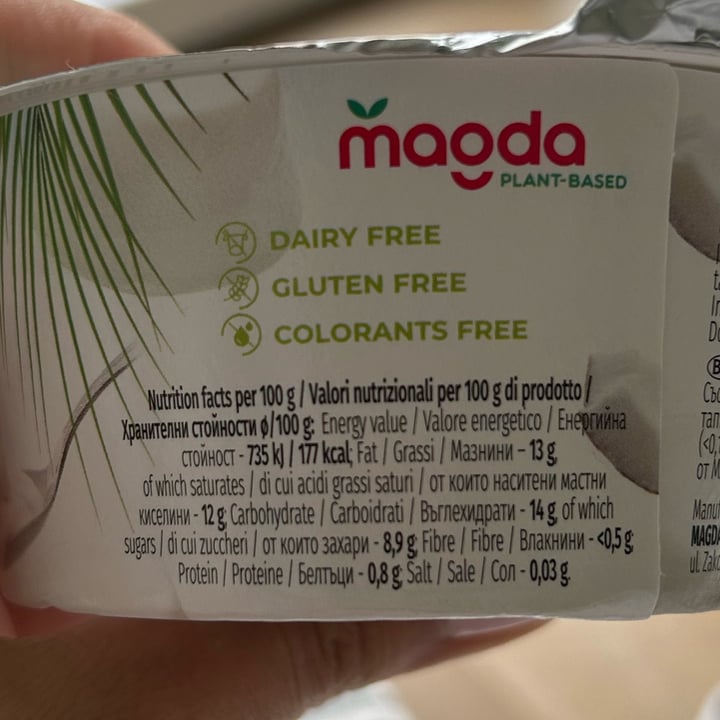 magda
PLANT-BASED
DAIRY FREE
GLUTEN FREE
COLORANTS FREE
Nutrition facts per 100 g / Valori nutrizionali per 100 g di prodotto /
Хранителни стойности ф/100 g: Energy value / Valore energetico / Енергийна
стойност - 735 kJ / 177 kcal; Fat / Grassi / Мазнини – 13 g,
of which saturates / di cui acidi grassi saturi / от които наситени мастни
киселини - 12 g; Carbohydrate / Carboidrati / Въглехидрати - 14 g, of which
sugars / di cui zuccheri / от които захари - 8,9 g; Fibre / Fibre / Влакнини - <0,5 g;
Protein / Proteine / Белтъци - 0,8 g; Salt / Sale / Сол - 0,03 g.
от
MAGDA
ul.